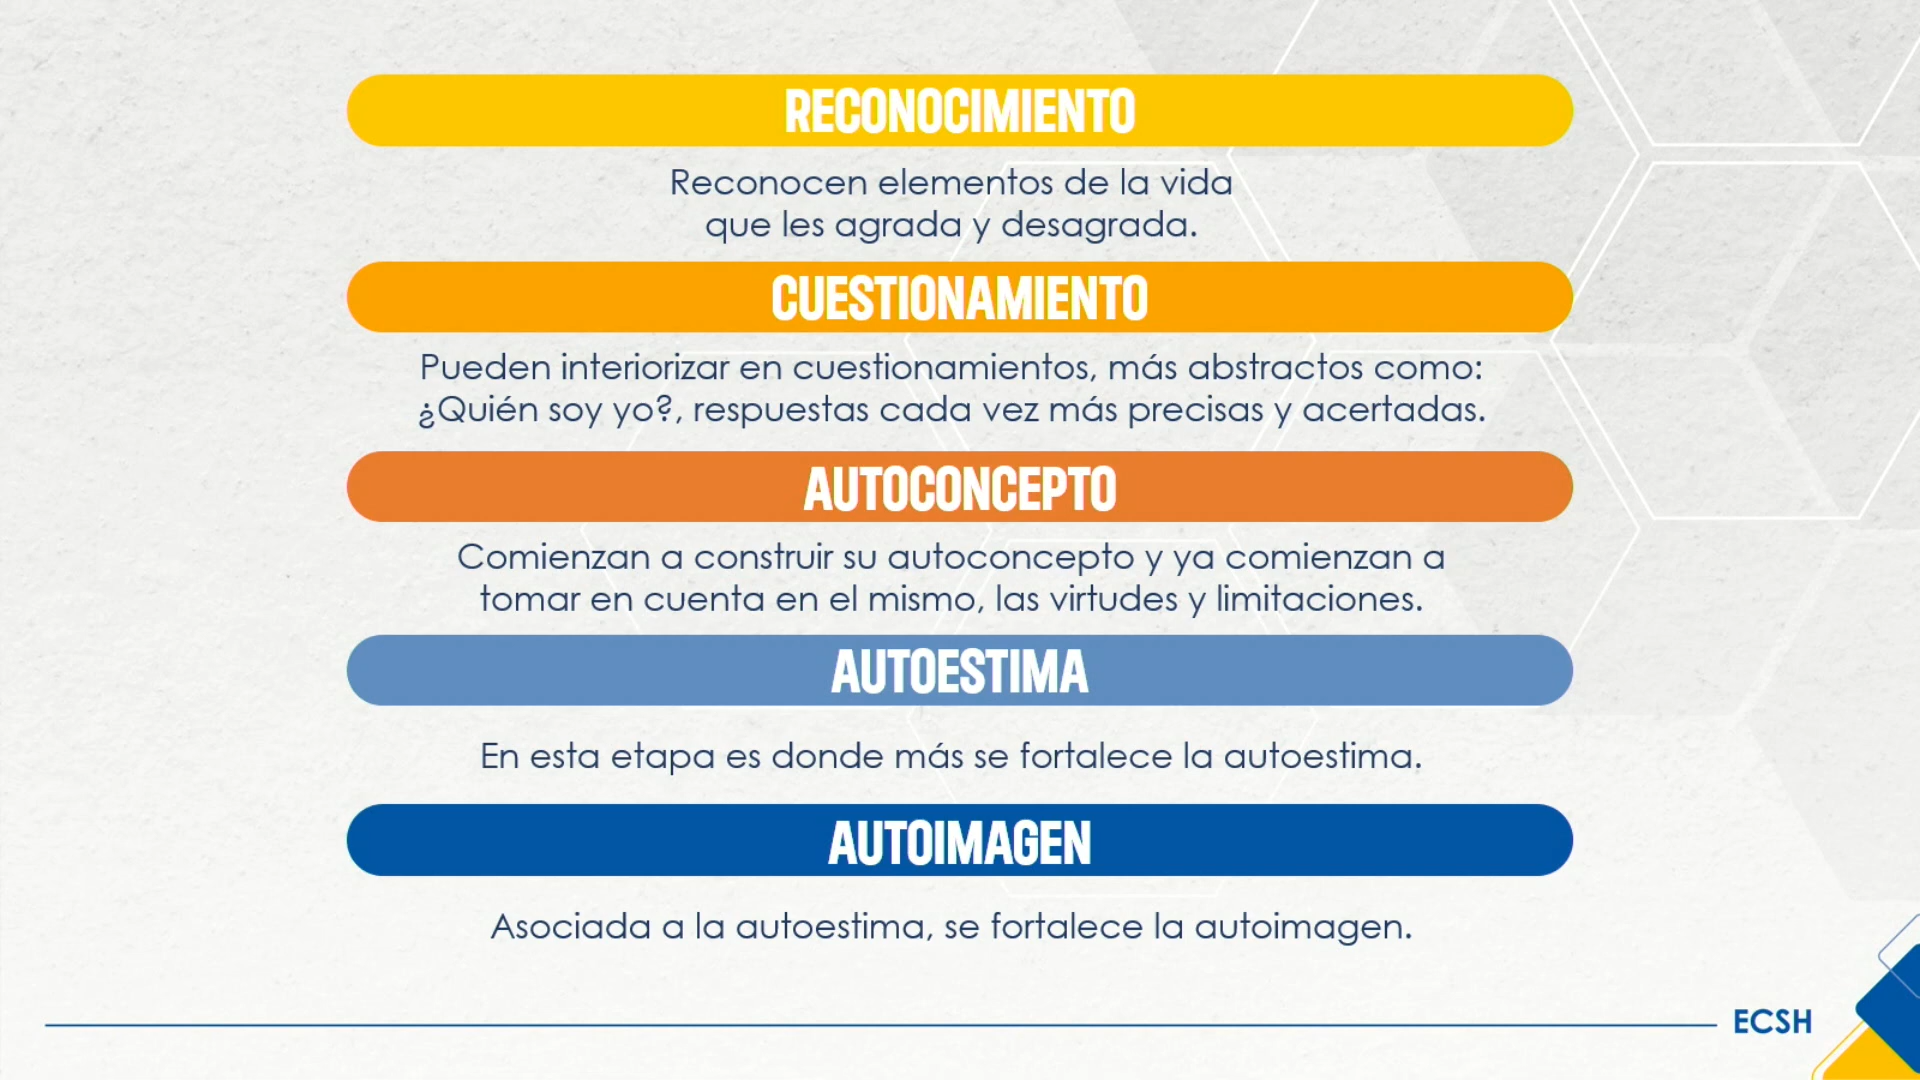 RECONOCIMIENTO
Reconocen elementos de la vida
que les agrada y desagrada.
CUESTIONAMIENTO
Pueden interiorizar en cuestionamientos, más abstractos como:
¿Quién soy yo?, respuestas cada vez más precisas y acertadas.
AUTOCONCEPTO
Comienzan a construir su autoconcepto y ya comienzan a
tomar en cuenta en el mismo, las virtudes y limitaciones.
AUTOESTIMA
En esta etapa es donde más se fortalece la autoestima.
AUTOIMAGEN
Asociada a la autoestima, se fortalece la autoimagen.
ECSH